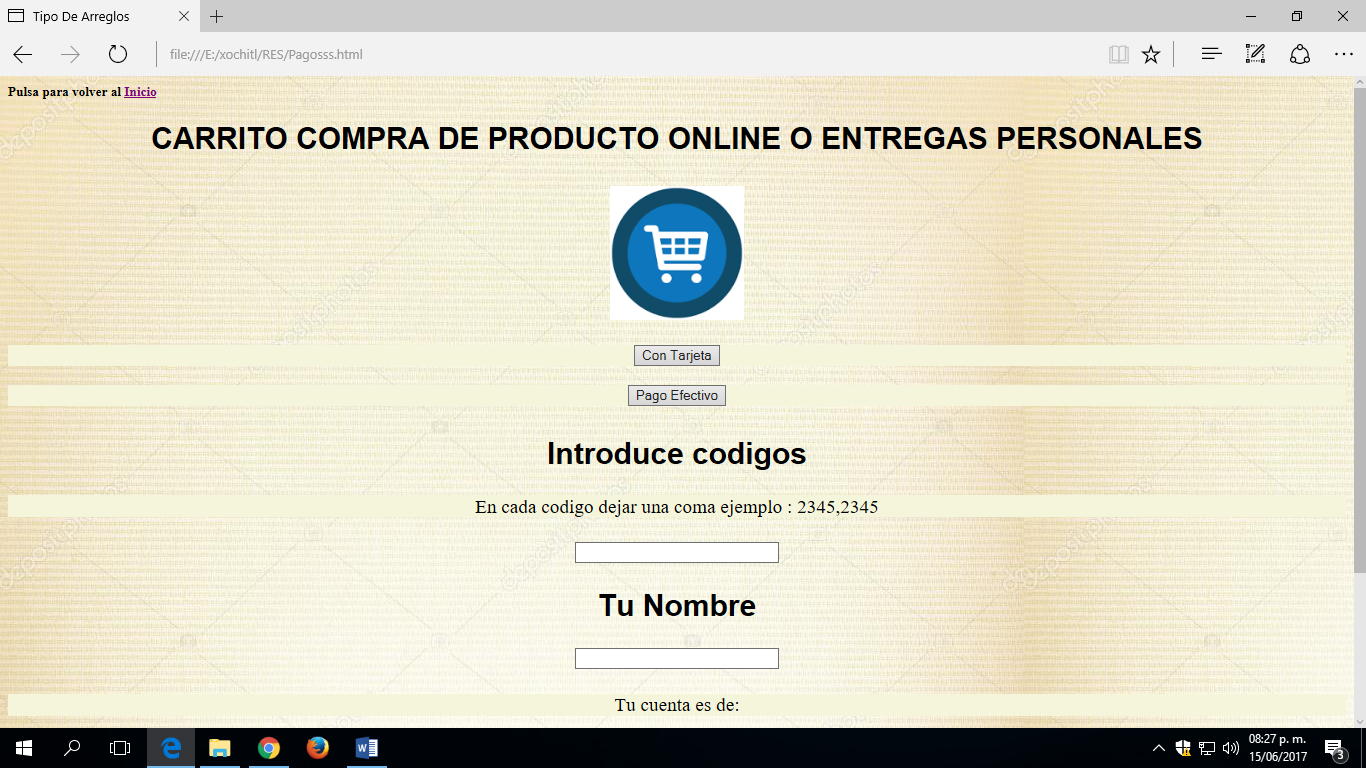 Tipo De Arreglos
file:///E:/xochitl/RES/Pagosss.html
Pulsa para volver al Inicio
CARRITO COMPRA DE PRODUCTO ONLINE O ENTREGAS PERSONALES
Con Tarjeta
Pago Efectivo
Introduce codigos
En cada codigo dejar una coma ejemplo : 2345,2345
Tu Nombre
Tu cuenta es de:
depositphotos
08:27 p. m.
15/06/2017
3